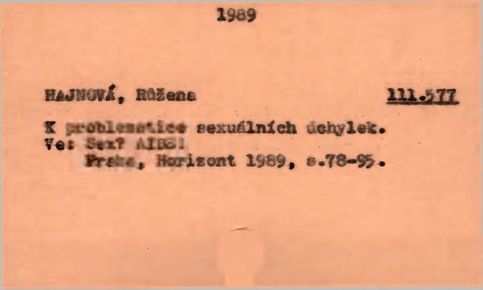 1989
HAJNOVÁ, Růžena 111.577
K problematice sexuálních úchylek.
Ve: Sex? AIDS!
Praha, Horizont 1989, s.78-95.